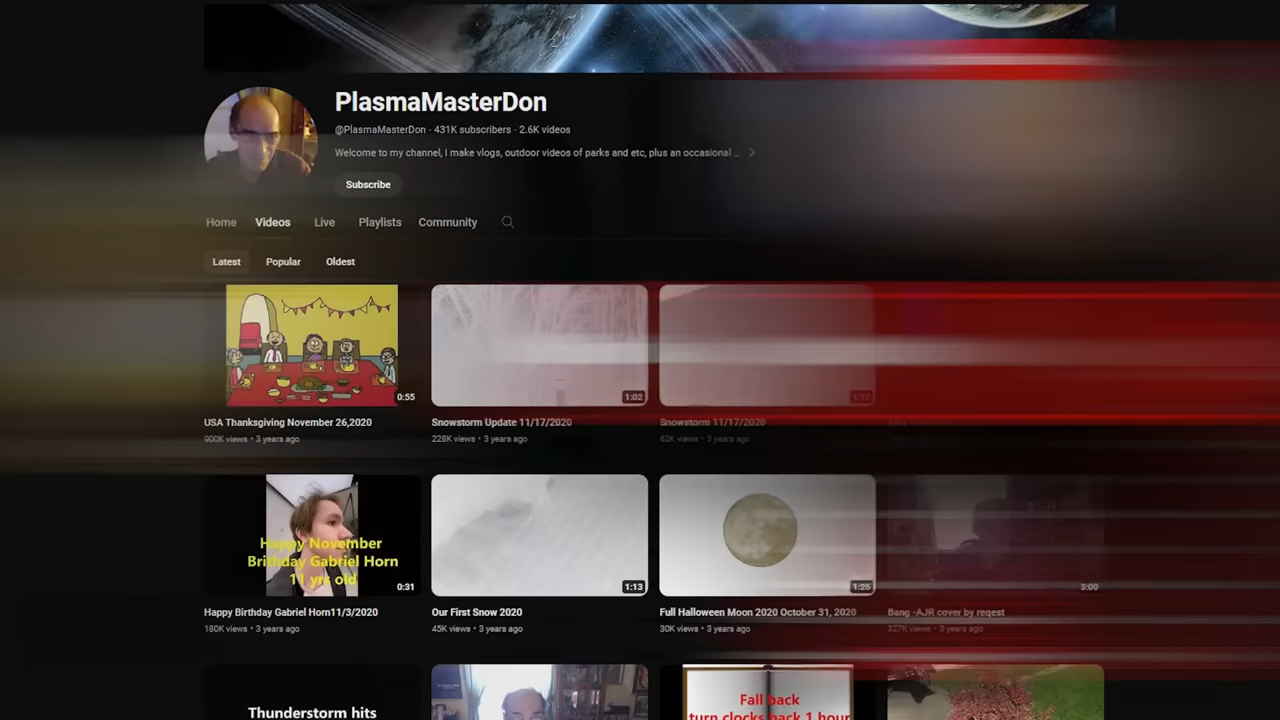 PlasmaMasterDon
@PlasmaMasterDon · 431K subscribers · 2.6K videos
Welcome to my channel, I make vlogs, outdoor videos of parks and etc, plus an occasional ...
Subscribe
Home Videos Live Playlists Community
Latest Popular Oldest
0:55 1:02 1:17
USA Thanksgiving November 26,2020 Snowstorm Update 11/17/2020 Snowstorm 11/17/2020
900K views • 3 years ago 228K views • 3 years ago 62K views • 3 years ago
Happy November
Brithday Gabriel Horn
11 yrs old
0:31 1:13 1:25 3:00
Happy Birthday Gabriel Horn11/3/2020 Our First Snow 2020 Full Halloween Moon 2020 October 31, 2020 Bang -AJR cover by reqest
180K views • 3 years ago 45K views • 3 years ago 30K views • 3 years ago 327K views • 3 years ago
Thunderstorm hits
Fall back
turn clocks back 1 hour